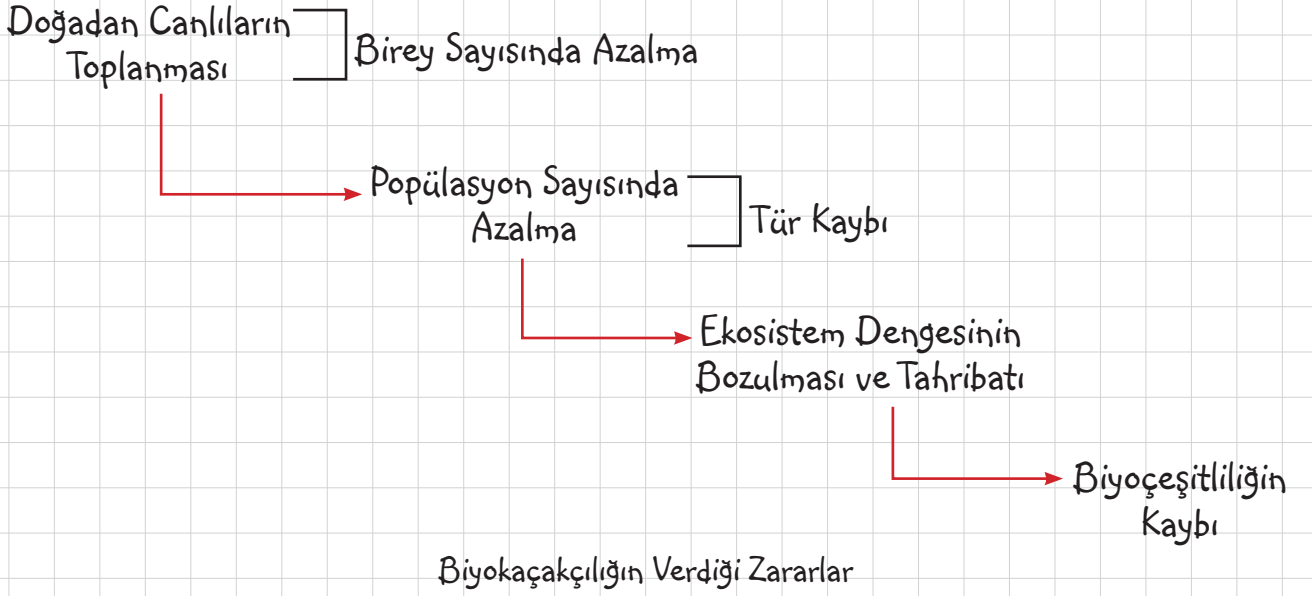 Doğadan Canlıların
Toplanması
Birey Sayısında Azalma
Popülasyon Sayısında
Azalma
Tür Kaybı
Ekosistem Dengesinin
Bozulması ve Tahribatı
Biyoçeşitliliğin
Kaybı
Biyokaçakçılığın Verdiği Zararlar